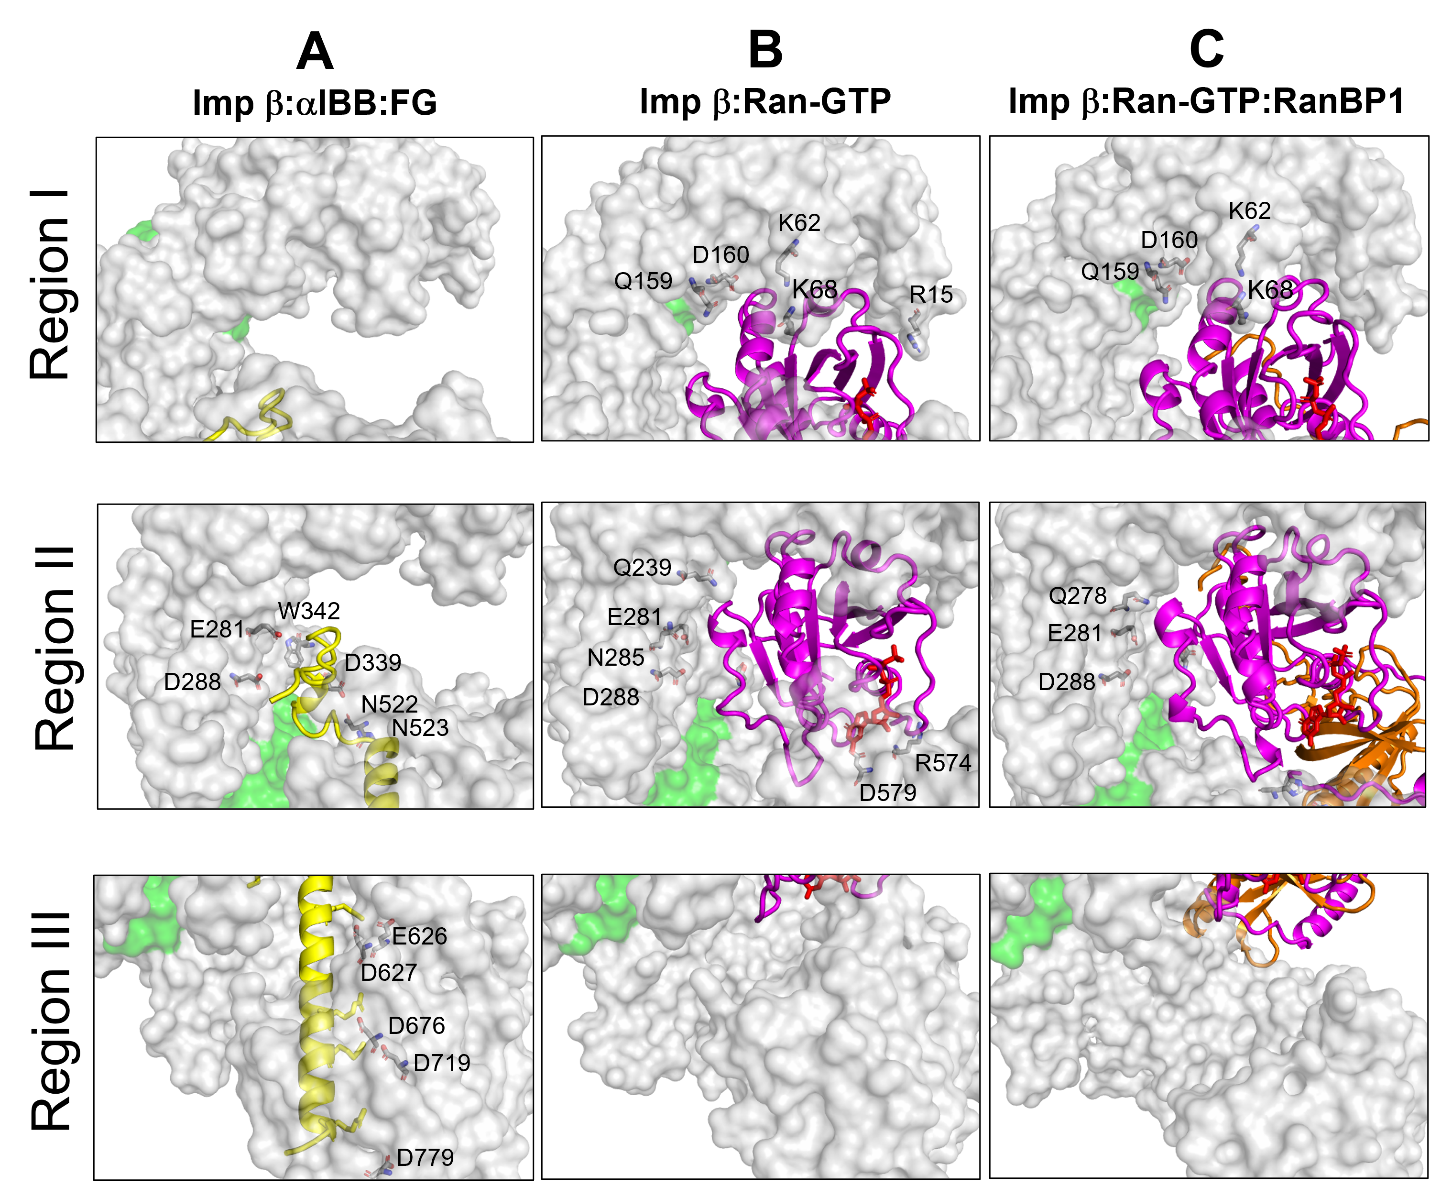 A
B
C
Imp β:αIBB:FG
Imp β:Ran-GTP
Imp β:Ran-GTP:RanBP1
Region I
K62
D160
Q159
K68
R15
K62
D160
Q159
K68
Region II
W342
E281
D339
D288
N522
N523
Q239
E281
N285
D288
R574
D579
Q278
E281
D288
Region III
E626
D627
D676
D719
D779